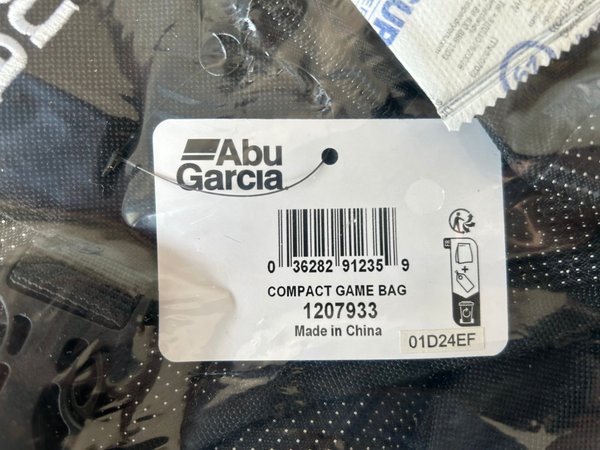 Abu
Garcia
0 36282 91235 9
COMPACT GAME BAG
1207933
Made in China
01D24EF